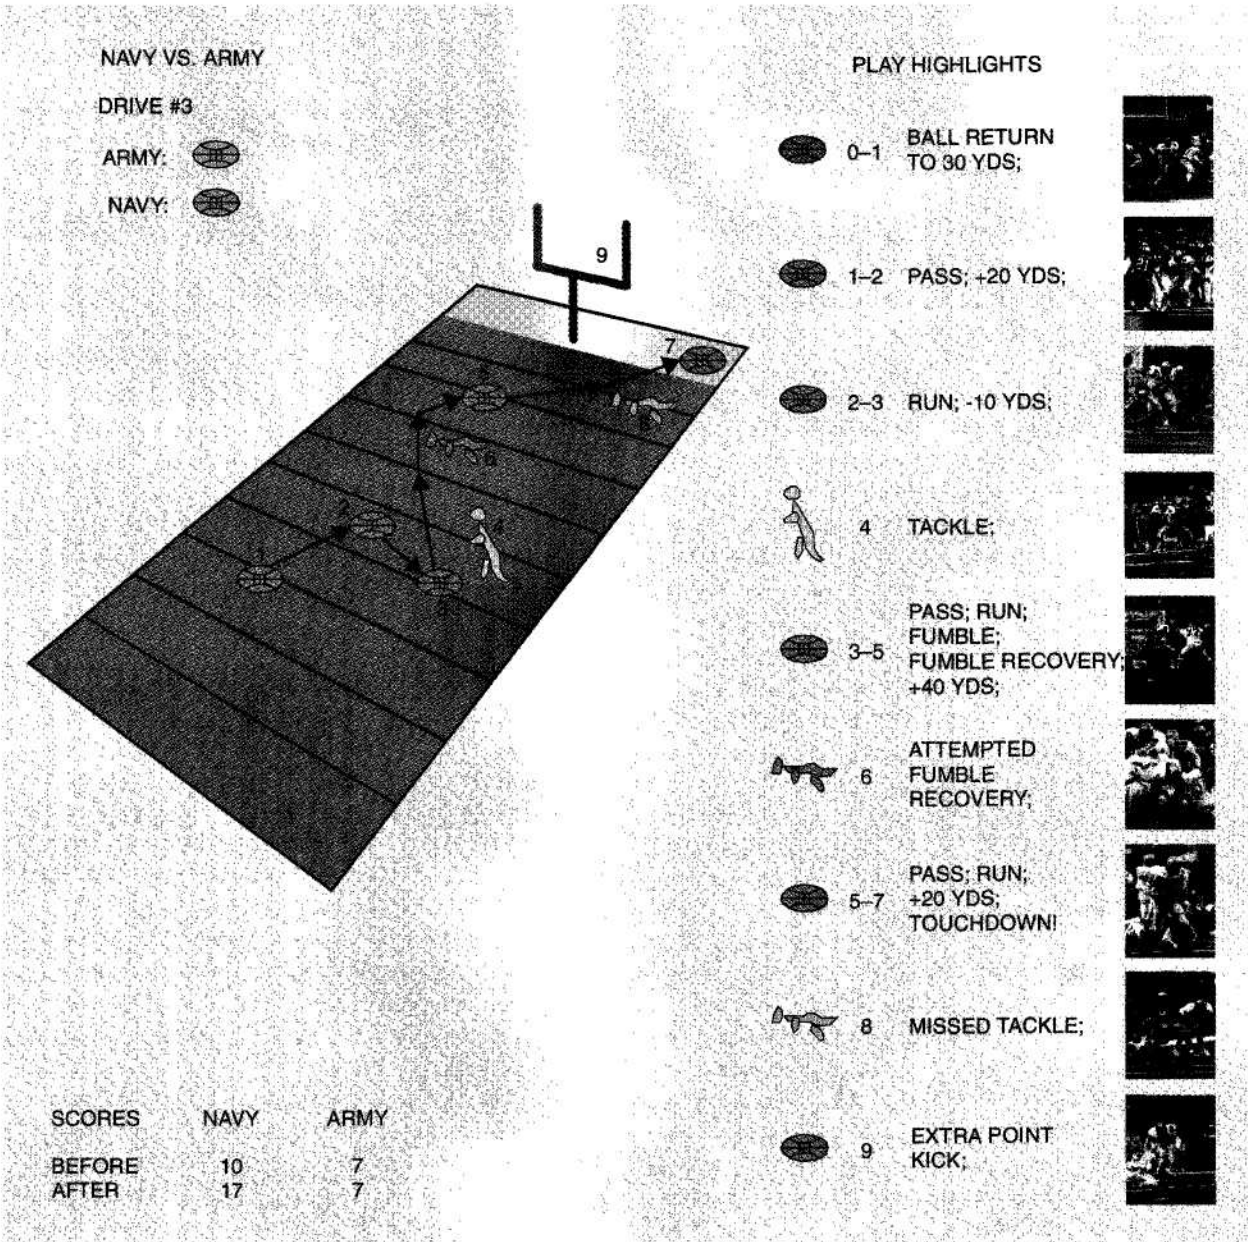 NAVY VS. ARMY
DRIVE #3
ARMY:
NAVY:
9
7
5
8
6
2
4
1
3
PLAY HIGHLIGHTS
0–1 BALL RETURN
TO 30 YDS;
1–2 PASS; +20 YDS;
2–3 RUN; -10 YDS;
4 TACKLE;
3–5 PASS; RUN;
FUMBLE;
FUMBLE RECOVERY;
+40 YDS;
6 ATTEMPTED
FUMBLE
RECOVERY;
5–7 PASS; RUN;
+20 YDS;
TOUCHDOWN!
8 MISSED TACKLE;
9 EXTRA POINT
KICK;
SCORES NAVY ARMY
BEFORE 10 7
AFTER 17 7